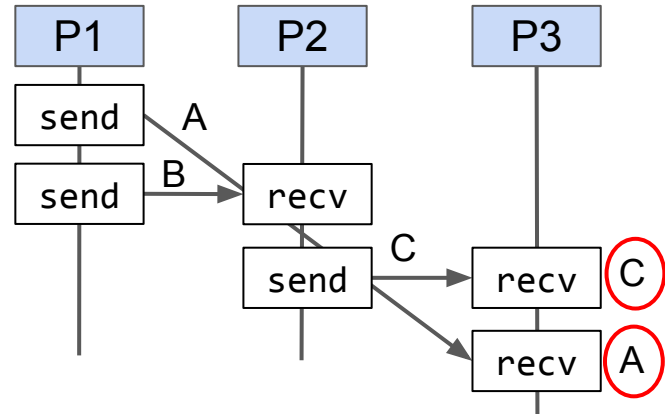 P1 P2 P3
send A
send B recv
send C recv C
recv A